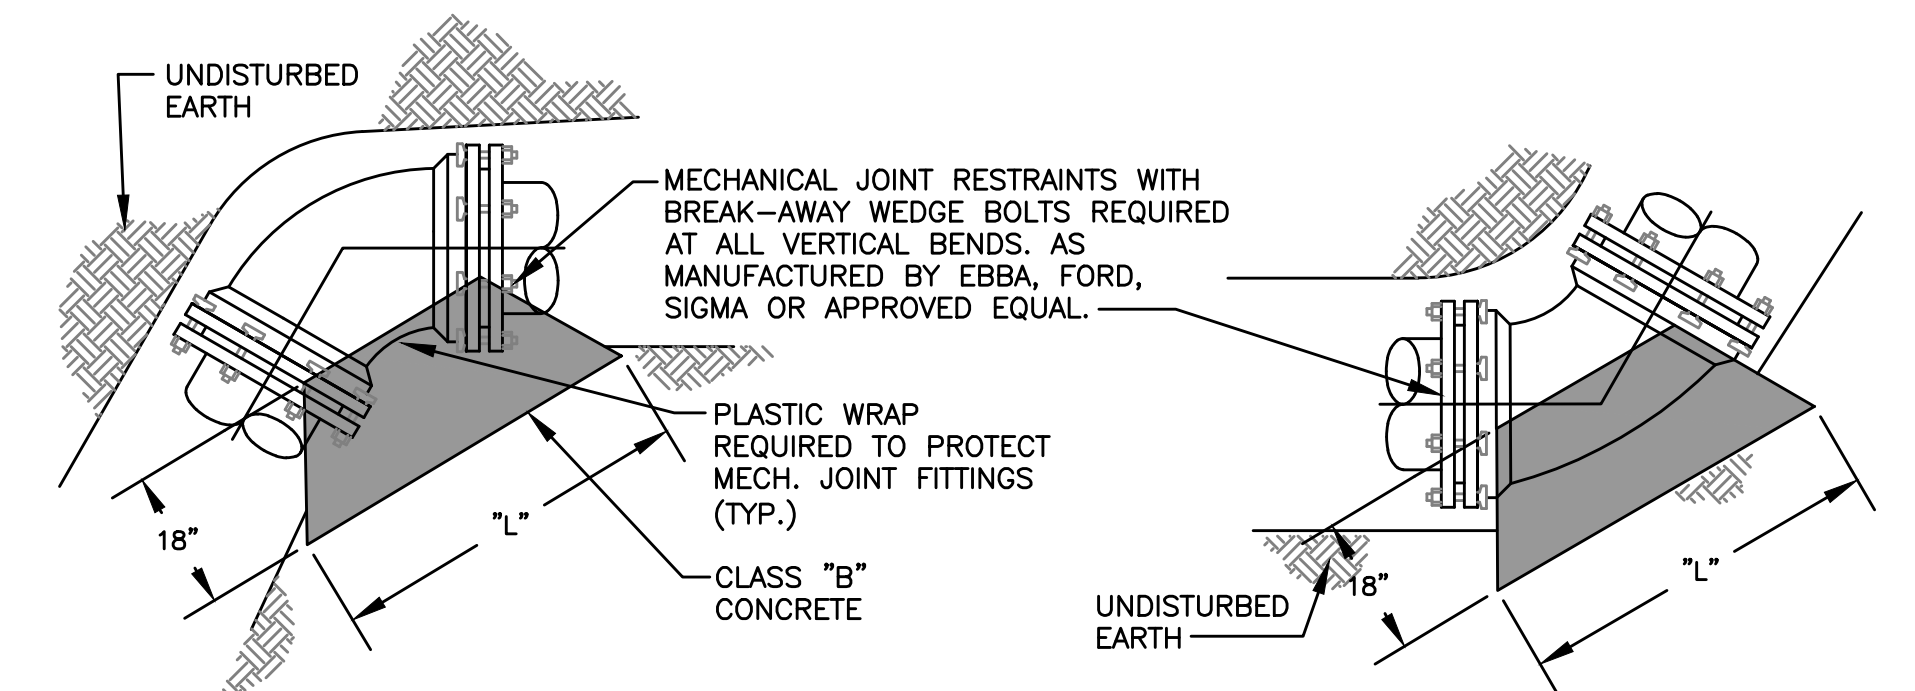 UNDISTURBED
EARTH
MECHANICAL JOINT RESTRAINTS WITH
BREAK-AWAY WEDGE BOLTS REQUIRED
AT ALL VERTICAL BENDS. AS
MANUFACTURED BY EBBA, FORD,
SIGMA OR APPROVED EQUAL.
PLASTIC WRAP
REQUIRED TO PROTECT
MECH. JOINT FITTINGS
(TYP.)
18"
"L"
CLASS "B"
CONCRETE
UNDISTURBED
EARTH
18"
"L"